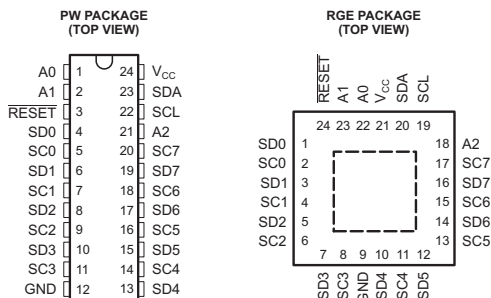 PW PACKAGE
(TOP VIEW)
A0 1 24 VCC
A1 2 23 SDA
RESET 3 22 SCL
SD0 4 21 A2
SC0 5 20 SC7
SD1 6 19 SD7
SC1 7 18 SC6
SD2 8 17 SD6
SC2 9 16 SC5
SD3 10 15 SD5
SC3 11 14 SC4
GND 12 13 SD4
RGE PACKAGE
(TOP VIEW)
RESET A1 A0 VCC SDA SCL
24 23 22 21 20 19
SD0 1 18 A2
SC0 2 17 SC7
SD1 3 16 SD7
SC1 4 15 SC6
SD2 5 14 SD6
SC2 6 13 SC5
7 8 9 10 11 12
SD3 SC3 GND SD4 SC4 SD5